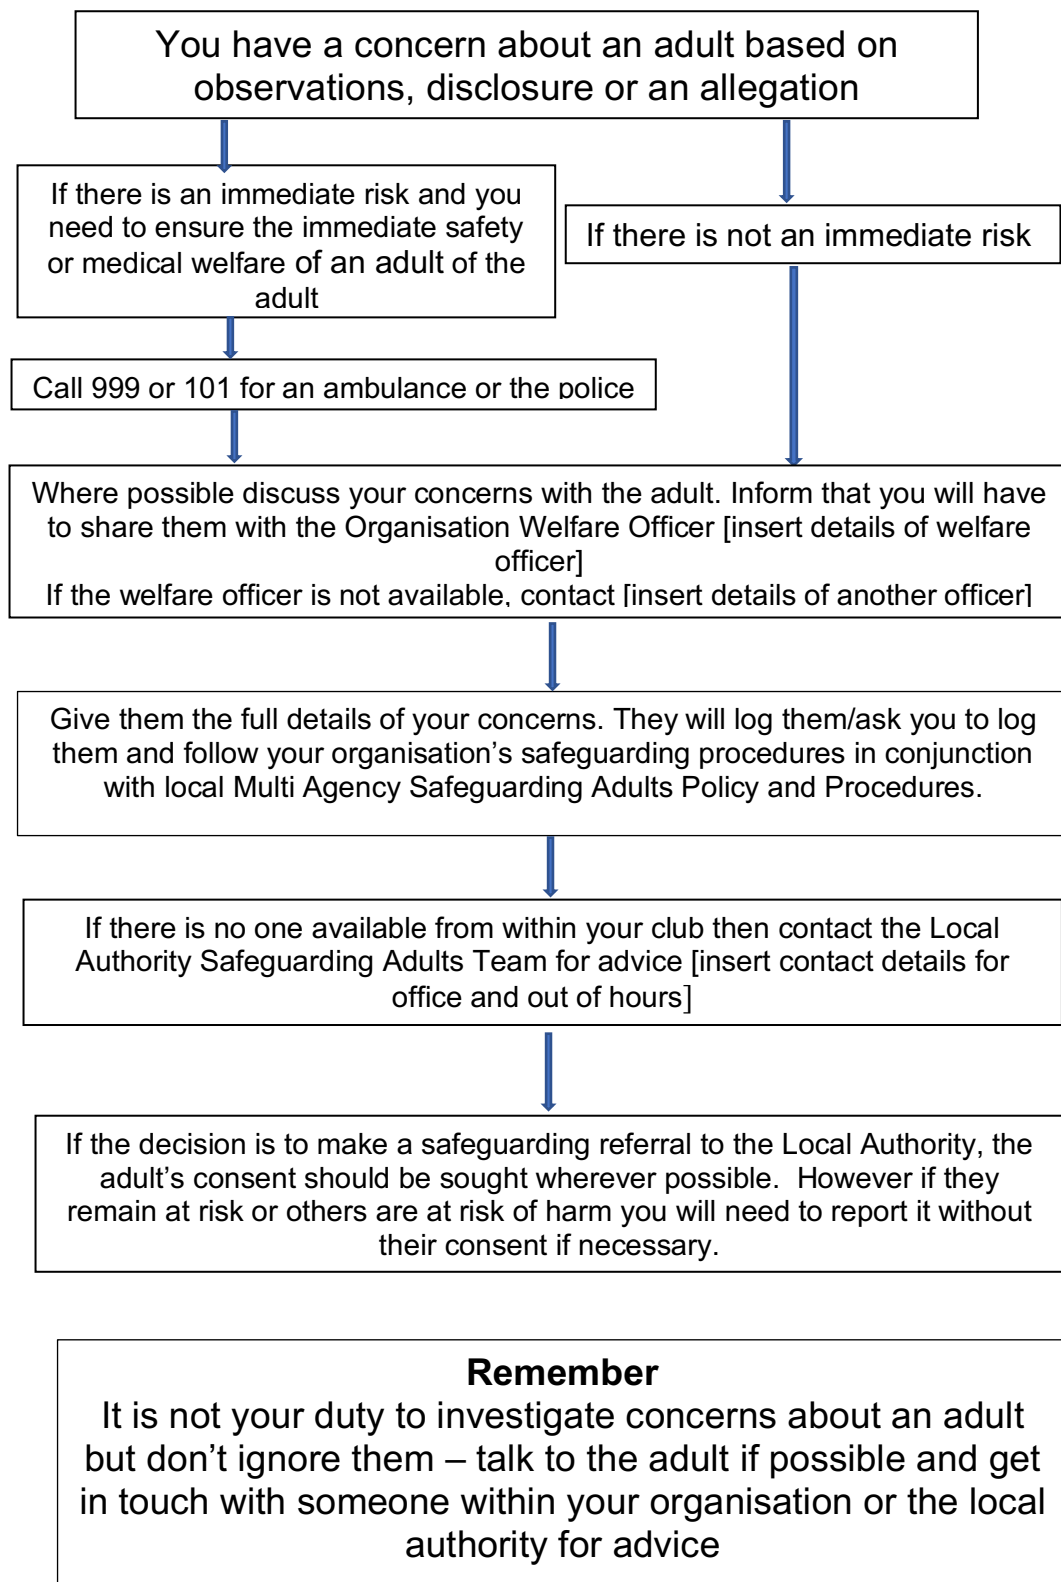 You have a concern about an adult based on
observations, disclosure or an allegation
If there is an immediate risk and you
need to ensure the immediate safety
or medical welfare of an adult of the
adult
If there is not an immediate risk
Call 999 or 101 for an ambulance or the police
Where possible discuss your concerns with the adult. Inform that you will have
to share them with the Organisation Welfare Officer [insert details of welfare
officer]
If the welfare officer is not available, contact [insert details of another officer]
Give them the full details of your concerns. They will log them/ask you to log
them and follow your organisation’s safeguarding procedures in conjunction
with local Multi Agency Safeguarding Adults Policy and Procedures.
If there is no one available from within your club then contact the Local
Authority Safeguarding Adults Team for advice [insert contact details for
office and out of hours]
If the decision is to make a safeguarding referral to the Local Authority, the
adult’s consent should be sought wherever possible.  However if they
remain at risk or others are at risk of harm you will need to report it without
their consent if necessary.
Remember
It is not your duty to investigate concerns about an adult
but don’t ignore them – talk to the adult if possible and get
in touch with someone within your organisation or the local
authority for advice